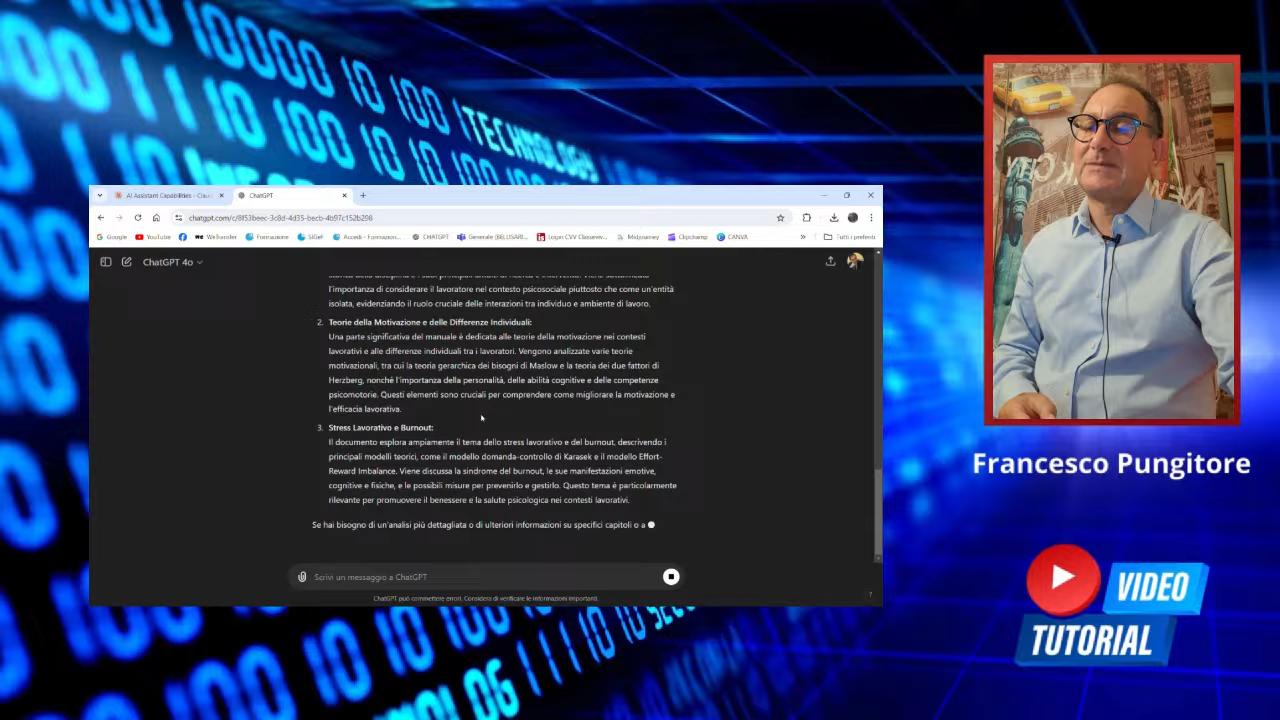 TECHNOLOGY
AI Assistant Capabilities - Clau
ChatGPT
chatgpt.com/c/8f53beec-3c8d-4d35-becb-4b97c152b298
Google YouTube WeTransfer Formazione SIGeF Accedi - Formazion... CHATGPT Generale (BELISARI... Login CVV Classeviv... Midjourney Clipchamp CANVA » Tutti i preferiti
ChatGPT 4o
l'importanza di considerare il lavoratore nel contesto psicosociale piuttosto che come un'entità
isolata, evidenziando il ruolo cruciale delle interazioni tra individuo e ambiente di lavoro.
2. Teorie della Motivazione e delle Differenze Individuali:
Una parte significativa del manuale è dedicata alle teorie della motivazione nei contesti
lavorativi e alle differenze individuali tra i lavoratori. Vengono analizzate varie teorie
motivazionali, tra cui la teoria gerarchica dei bisogni di Maslow e la teoria dei due fattori di
Herzberg, nonché l'importanza della personalità, delle abilità cognitive e delle competenze
psicomotorie. Questi elementi sono cruciali per comprendere come migliorare la motivazione e
l'efficacia lavorativa.
3. Stress Lavorativo e Burnout:
Il documento esplora ampiamente il tema dello stress lavorativo e del burnout, descrivendo i
principali modelli teorici, come il modello domanda-controllo di Karasek e il modello Effort-
Reward Imbalance. Viene discussa la sindrome del burnout, le sue manifestazioni emotive,
cognitive e fisiche, e le possibili misure per prevenirlo e gestirlo. Questo tema è particolarmente
rilevante per promuovere il benessere e la salute psicologica nei contesti lavorativi.
Se hai bisogno di un'analisi più dettagliata o di ulteriori informazioni su specifici capitoli o a
Scrivi un messaggio a ChatGPT
ChatGPT può commettere errori. Considera di verificare le informazioni importanti.
?
Francesco Pungitore
VIDEO
TUTORIAL